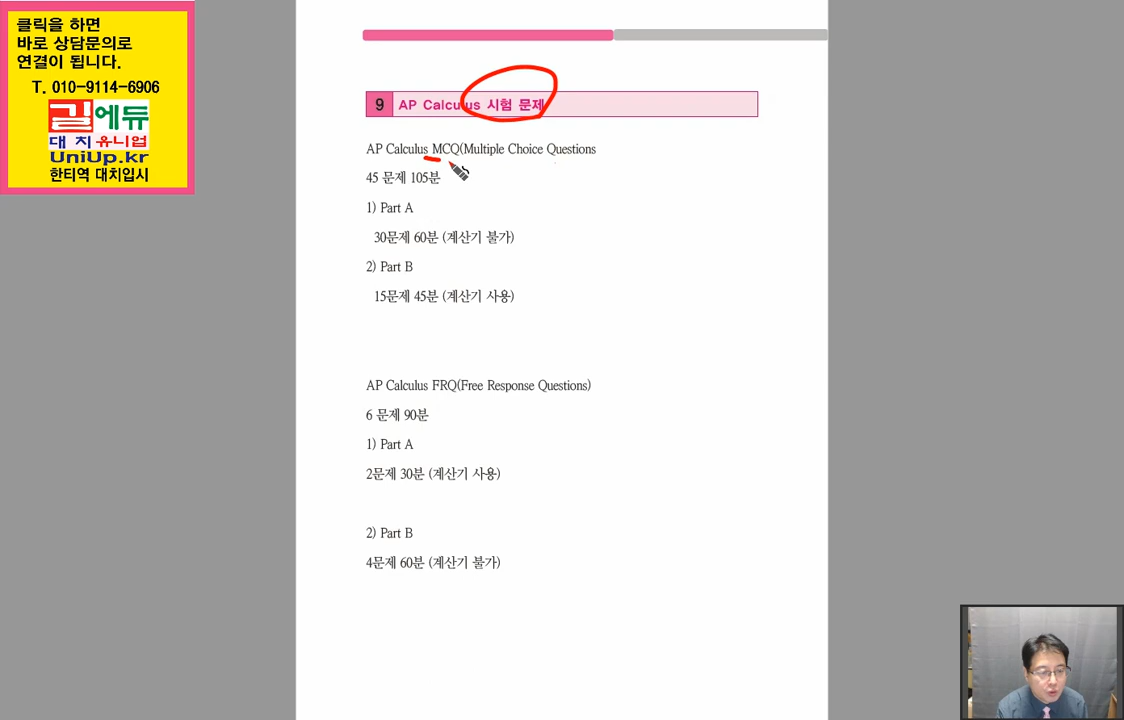 클릭을 하면
바로 상담문의로
연결이 됩니다.
T. 010-9114-6906
길에듀
대 치 유니업
UniUp.kr
한티역 대치입시
9 AP Calculus 시험 문제
AP Calculus MCQ(Multiple Choice Questions
45 문제 105분
1) Part A
30문제 60분 (계산기 불가)
2) Part B
15문제 45분 (계산기 사용)
AP Calculus FRQ(Free Response Questions)
6 문제 90분
1) Part A
2문제 30분 (계산기 사용)
2) Part B
4문제 60분 (계산기 불가)